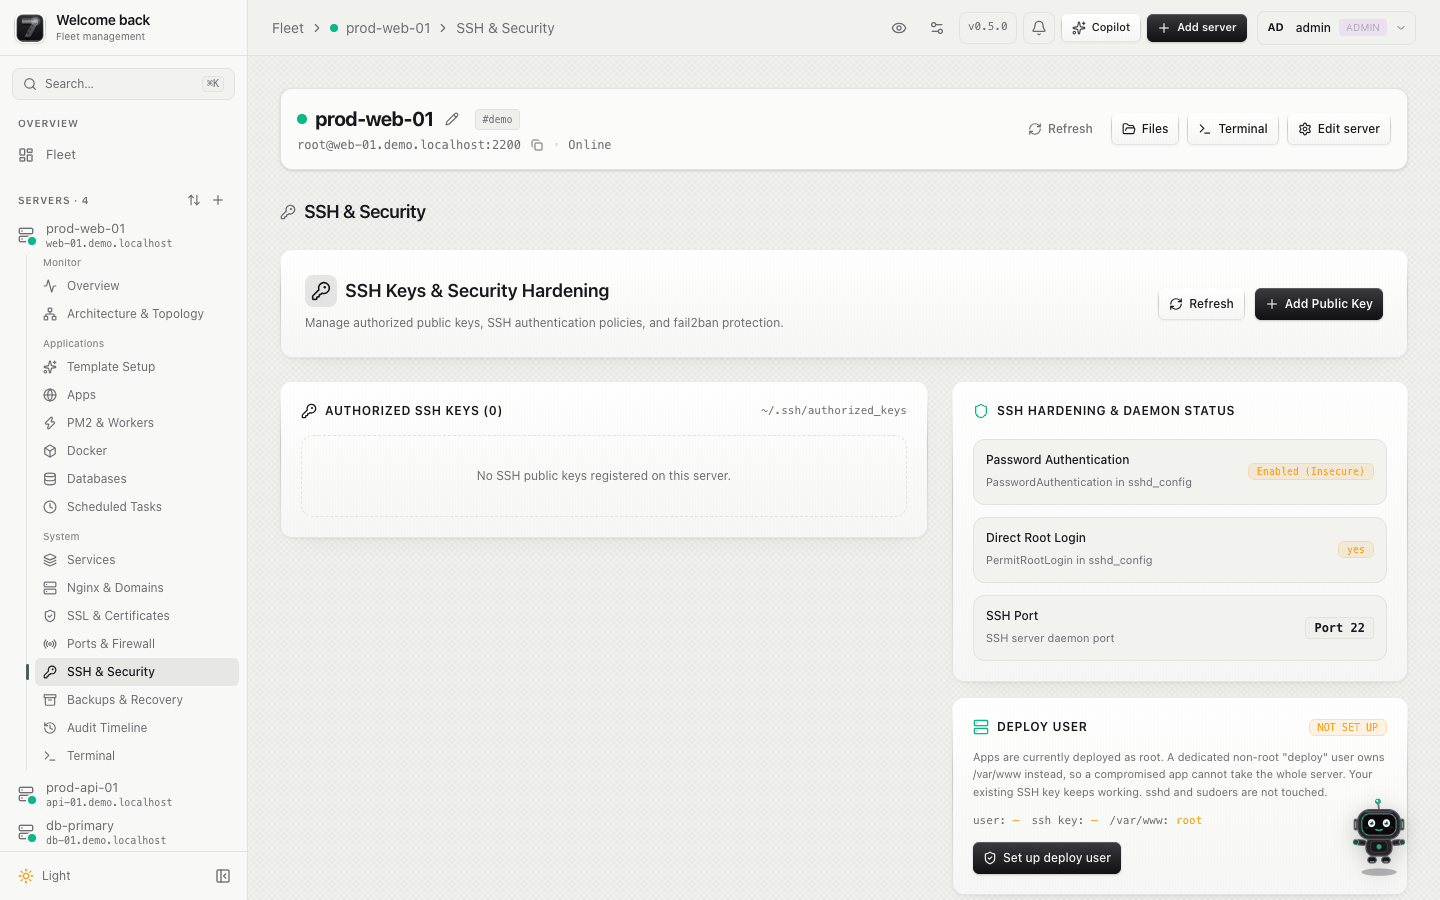 Welcome back
Fleet management
Search...
⌘K
OVERVIEW
Fleet
SERVERS · 4
prod-web-01
web-01.demo.localhost
Monitor
Overview
Architecture & Topology
Applications
Template Setup
Apps
PM2 & Workers
Docker
Databases
Scheduled Tasks
System
Services
Nginx & Domains
SSL & Certificates
Ports & Firewall
SSH & Security
Backups & Recovery
Audit Timeline
Terminal
prod-api-01
api-01.demo.localhost
db-primary
db-01.demo.localhost
Light
Fleet > prod-web-01 > SSH & Security
v0.5.0
Copilot
+ Add server
AD admin ADMIN
prod-web-01 #demo
root@web-01.demo.localhost:2200 • Online
Refresh
Files
Terminal
Edit server
SSH & Security
SSH Keys & Security Hardening
Manage authorized public keys, SSH authentication policies, and fail2ban protection.
Refresh
+ Add Public Key
AUTHORIZED SSH KEYS (0)
~/.ssh/authorized_keys
No SSH public keys registered on this server.
SSH HARDENING & DAEMON STATUS
Password Authentication
PasswordAuthentication in sshd_config
Enabled (Insecure)
Direct Root Login
PermitRootLogin in sshd_config
yes
SSH Port
SSH server daemon port
Port 22
DEPLOY USER
NOT SET UP
Apps are currently deployed as root. A dedicated non-root "deploy" user owns
/var/www instead, so a compromised app cannot take the whole server. Your
existing SSH key keeps working. sshd and sudoers are not touched.
user: — ssh key: — /var/www: root
Set up deploy user